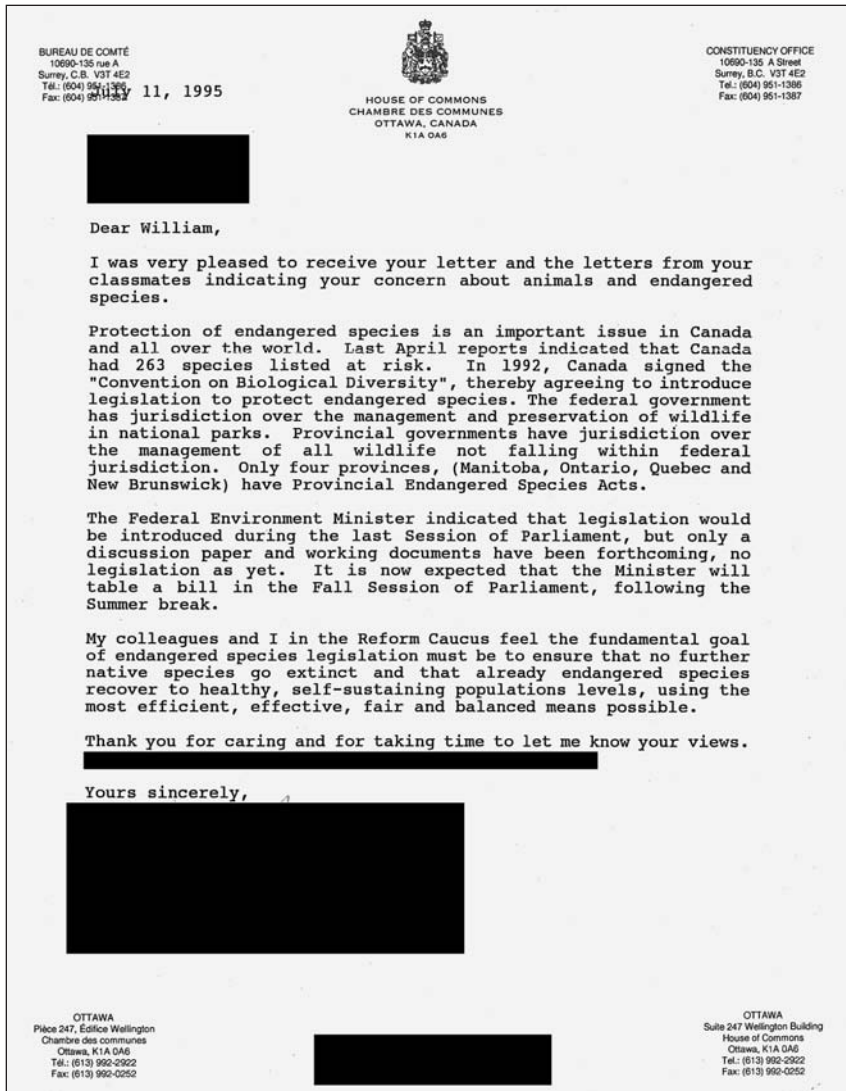 BUREAU DE COMTÉ
10690-135 rue A
Surrey, C.B. V3T 4E2
Tél.: (604) 951-1386
Fax: (604) 951-1387
July 11, 1995
HOUSE OF COMMONS
CHAMBRE DES COMMUNES
OTTAWA, CANADA
K1A 0A6
CONSTITUENCY OFFICE
10690-135 A Street
Surrey, B.C. V3T 4E2
Tel.: (604) 951-1386
Fax: (604) 951-1387
Dear William,
I was very pleased to receive your letter and the letters from your
classmates indicating your concern about animals and endangered
species.
Protection of endangered species is an important issue in Canada
and all over the world. Last April reports indicated that Canada
had 263 species listed at risk. In 1992, Canada signed the
"Convention on Biological Diversity", thereby agreeing to introduce
legislation to protect endangered species. The federal government
has jurisdiction over the management and preservation of wildlife
in national parks. Provincial governments have jurisdiction over
the management of all wildlife not falling within federal
jurisdiction. Only four provinces, (Manitoba, Ontario, Quebec and
New Brunswick) have Provincial Endangered Species Acts.
The Federal Environment Minister indicated that legislation would
be introduced during the last Session of Parliament, but only a
discussion paper and working documents have been forthcoming, no
legislation as yet. It is now expected that the Minister will
table a bill in the Fall Session of Parliament, following the
Summer break.
My colleagues and I in the Reform Caucus feel the fundamental goal
of endangered species legislation must be to ensure that no further
native species go extinct and that already endangered species
recover to healthy, self-sustaining populations levels, using the
most efficient, effective, fair and balanced means possible.
Thank you for caring and for taking time to let me know your views.
Yours sincerely,
OTTAWA
Pièce 247, Édifice Wellington
Chambre des communes
Ottawa, K1A 0A6
Tél.: (613) 992-2922
Fax: (613) 992-0252
OTTAWA
Suite 247 Wellington Building
House of Commons
Ottawa, K1A 0A6
Tel.: (613) 992-2922
Fax: (613) 992-0252